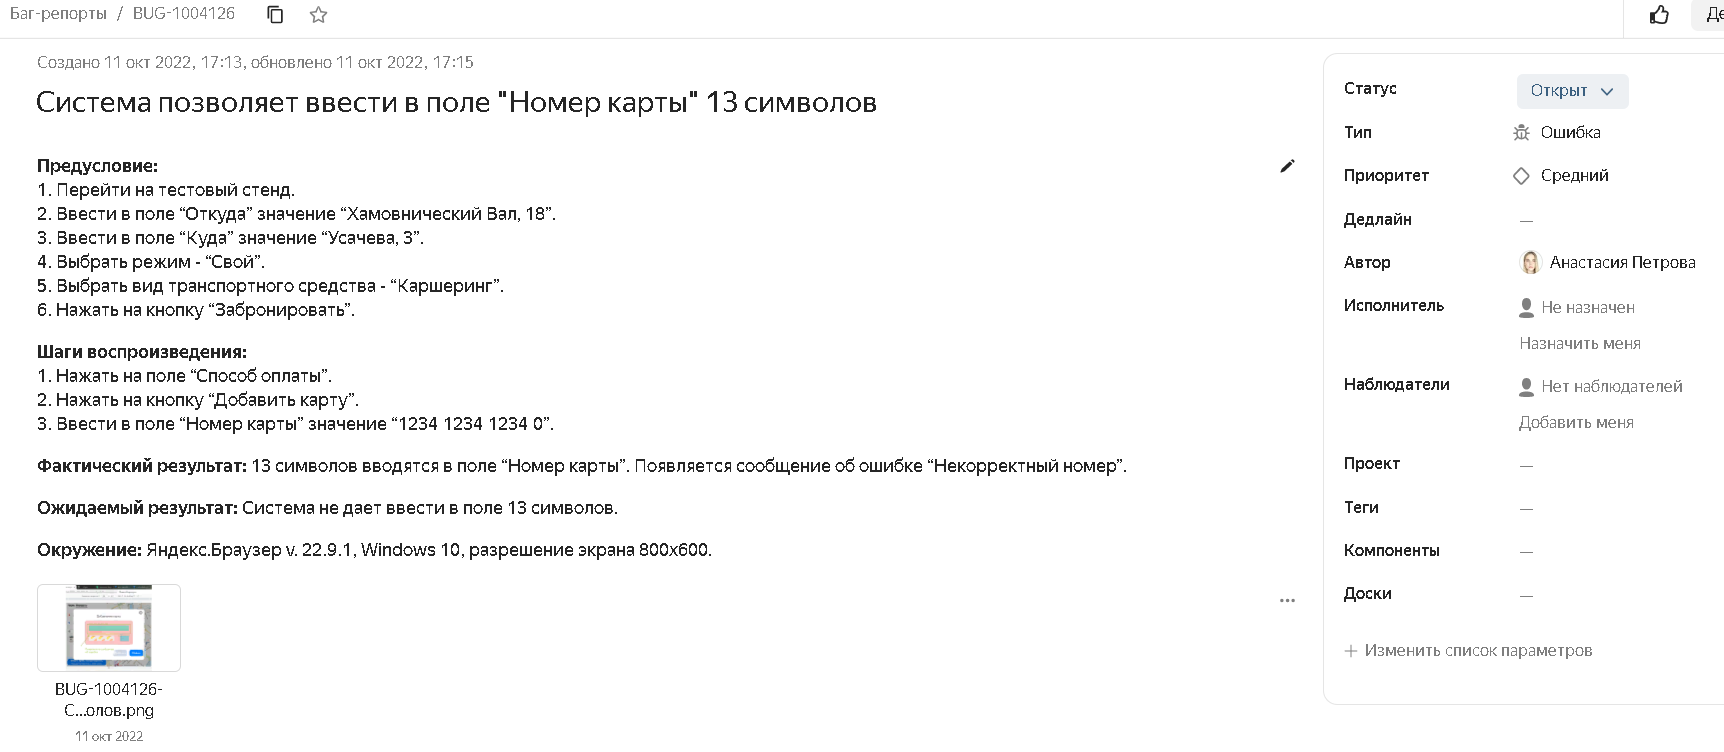 Баг-репорты / BUG-1004126
Создано 11 окт 2022, 17:13, обновлено 11 окт 2022, 17:15
Система позволяет ввести в поле "Номер карты" 13 символов
Предусловие:
1. Перейти на тестовый стенд.
2. Ввести в поле “Откуда” значение “Хамовнический Вал, 18”.
3. Ввести в поле “Куда” значение “Усачева, 3”.
4. Выбрать режим - “Свой”.
5. Выбрать вид транспортного средства - “Каршеринг”.
6. Нажать на кнопку “Забронировать”.
Шаги воспроизведения:
1. Нажать на поле “Способ оплаты”.
2. Нажать на кнопку “Добавить карту”.
3. Ввести в поле “Номер карты” значение “1234 1234 1234 0”.
Фактический результат: 13 символов вводятся в поле “Номер карты”. Появляется сообщение об ошибке “Некорректный номер”.
Ожидаемый результат: Система не дает ввести в поле 13 символов.
Окружение: Яндекс.Браузер v. 22.9.1, Windows 10, разрешение экрана 800x600.
BUG-1004126-
С...олов.png
11 окт 2022
Де
Статус Открыт
Тип Ошибка
Приоритет Средний
Дедлайн —
Автор Анастасия Петрова
Исполнитель Не назначен
Назначить меня
Наблюдатели Нет наблюдателей
Добавить меня
Проект —
Теги —
Компоненты —
Доски —
+ Изменить список параметров